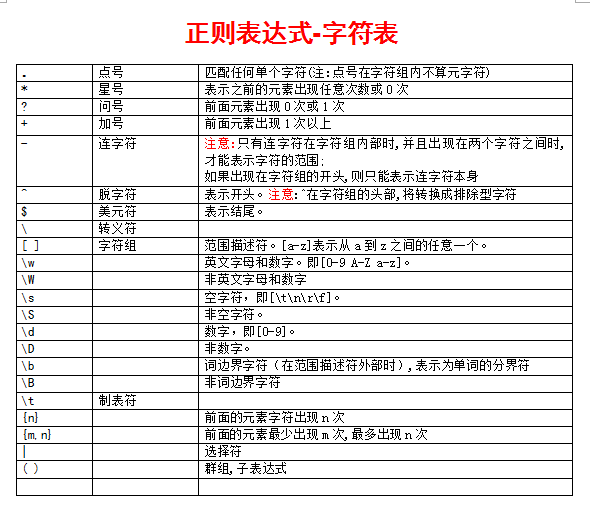 正则表达式-字符表
. 点号 匹配任何单个字符(注:点号在字符组内不算元字符)
* 星号 表示之前的元素出现任意次数或0次
? 问号 前面元素出现0次或1次
+ 加号 前面元素出现1次以上
- 连字符 注意:只有连字符在字符组内部时,并且出现在两个字符之间时,
才能表示字符的范围;
如果出现在字符组的开头,则只能表示连字符本身
^ 脱字符 表示开头。注意:^在字符组的头部,将转换成排除型字符
$ 美元符 表示结尾。
\ 转义符
[ ] 字符组 范围描述符。[a-z]表示从a到z之间的任意一个。
\w 英文字母和数字。即[0-9 A-Z a-z]。
\W 非英文字母和数字
\s 空字符，即[\t\n\r\f]。
\S 非空字符。
\d 数字，即[0-9]。
\D 非数字。
\b 词边界字符（在范围描述符外部时）,表示为单词的分界符
\B 非词边界字符
\t 制表符
{n} 前面的元素字符出现n次
{m,n} 前面的元素最少出现m次,最多出现n次
| 选择符
( ) 群组,子表达式